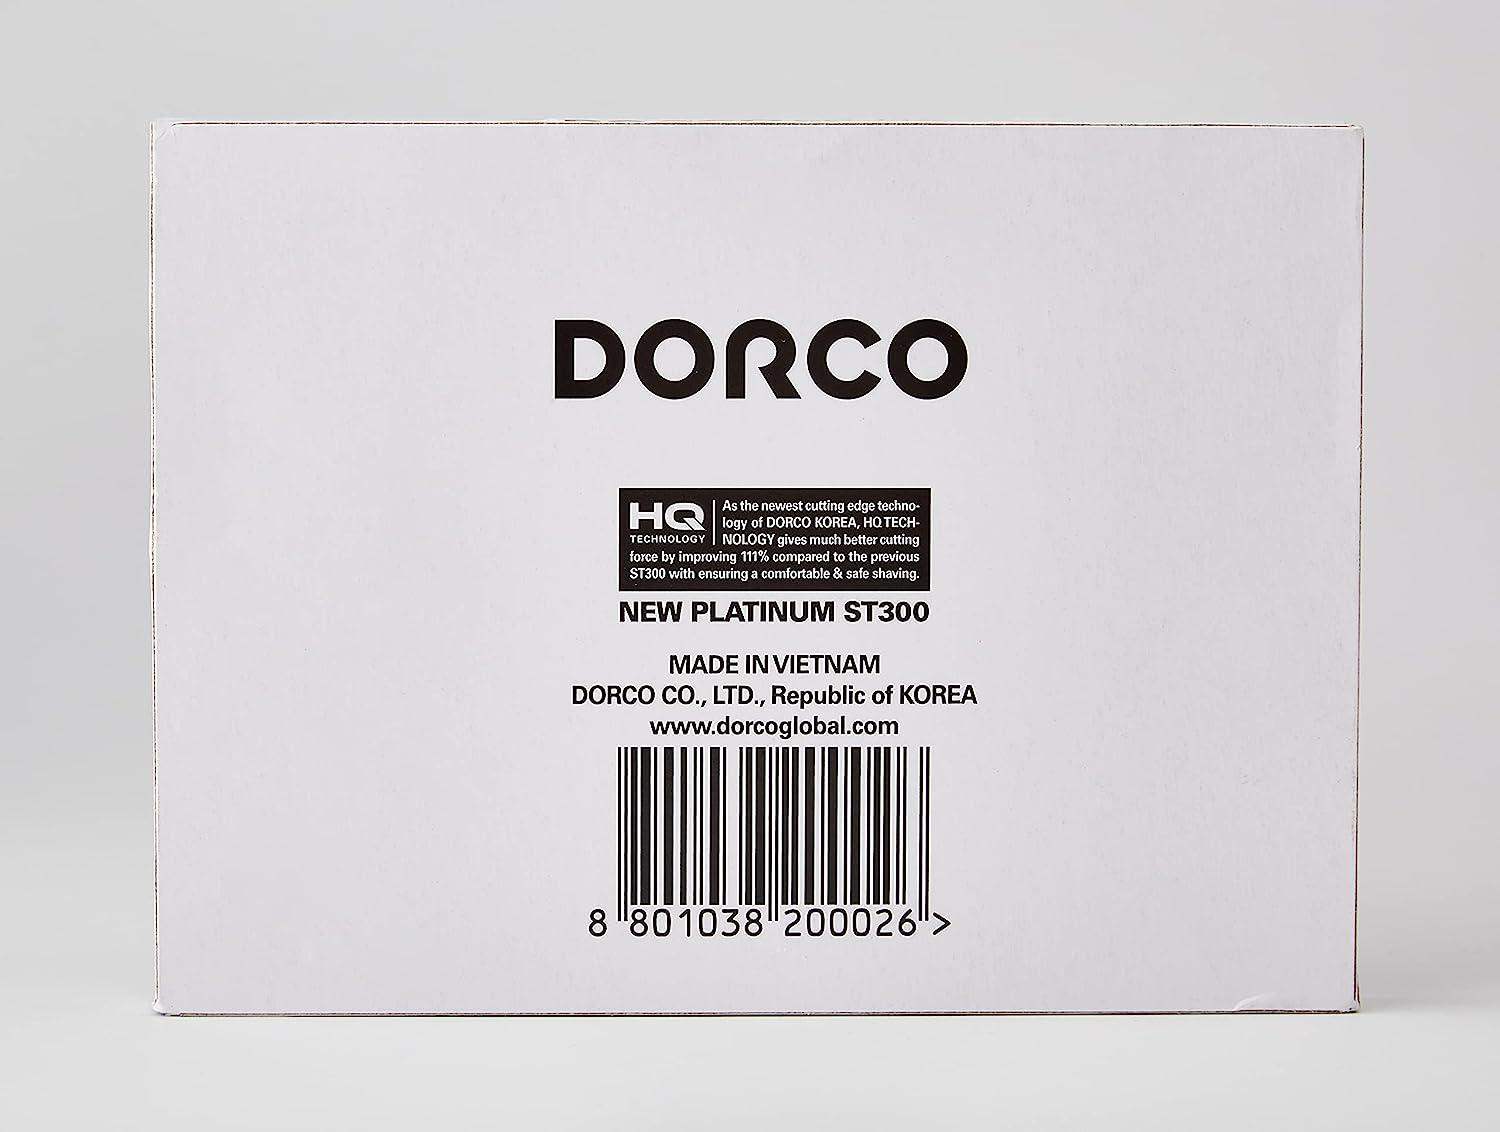 DORCO
HQ
TECHNOLOGY
As the newest cutting edge techno-
logy of DORCO KOREA, HQ TECH-
NOLOGY gives much better cutting
force by improving 111% compared to the previous
ST300 with ensuring a comfortable & safe shaving.
NEW PLATINUM ST300
MADE IN VIETNAM
DORCO CO., LTD., Republic of KOREA
www.dorcoglobal.com
8 801038 200026 >